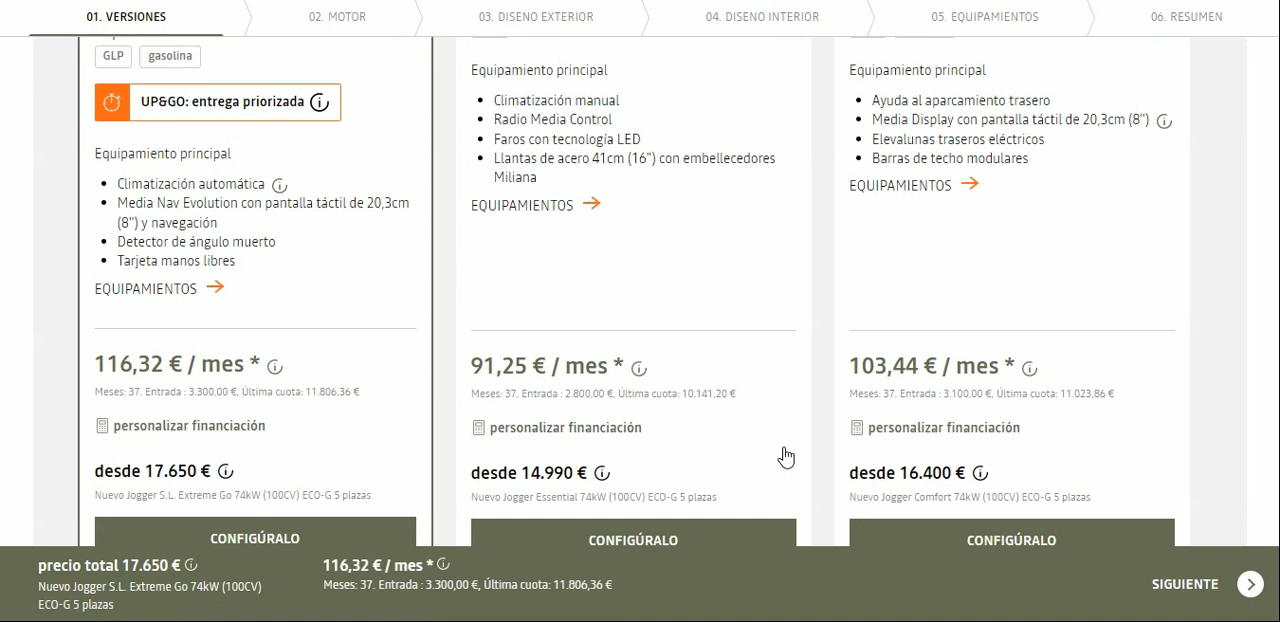 01. VERSIONES
02. MOTOR
03. DISENO EXTERIOR
04. DISENO INTERIOR
05. EQUIPAMIENTOS
06. RESUMEN
GLP
gasolina
UP&GO: entrega priorizada
Equipamiento principal
• Climatización automática
• Media Nav Evolution con pantalla táctil de 20,3cm
(8") y navegación
• Detector de ángulo muerto
• Tarjeta manos libres
EQUIPAMIENTOS
116,32 € / mes *
Meses: 37. Entrada : 3.300,00 €, Última cuota: 11.806,36 €
personalizar financiación
desde 17.650 €
Nuevo Jogger S.L. Extreme Go 74kW (100CV) ECO-G 5 plazas
CONFIGÚRALO
Equipamiento principal
• Climatización manual
• Radio Media Control
• Faros con tecnología LED
• Llantas de acero 41cm (16") con embellecedores
Miliana
EQUIPAMIENTOS
91,25 € / mes *
Meses: 37. Entrada : 2.800,00 €, Última cuota: 10.141,20 €
personalizar financiación
desde 14.990 €
Nuevo Jogger Essential 74kW (100CV) ECO-G 5 plazas
CONFIGÚRALO
Equipamiento principal
• Ayuda al aparcamiento trasero
• Media Display con pantalla táctil de 20,3cm (8")
• Elevalunas traseros eléctricos
• Barras de techo modulares
EQUIPAMIENTOS
103,44 € / mes *
Meses: 37. Entrada : 3.100,00 €, Última cuota: 11.023,86 €
personalizar financiación
desde 16.400 €
Nuevo Jogger Comfort 74kW (100CV) ECO-G 5 plazas
CONFIGÚRALO
precio total 17.650 €
Nuevo Jogger S.L. Extreme Go 74kW (100CV)
ECO-G 5 plazas
116,32 € / mes *
Meses: 37. Entrada : 3.300,00 €, Última cuota: 11.806,36 €
SIGUIENTE